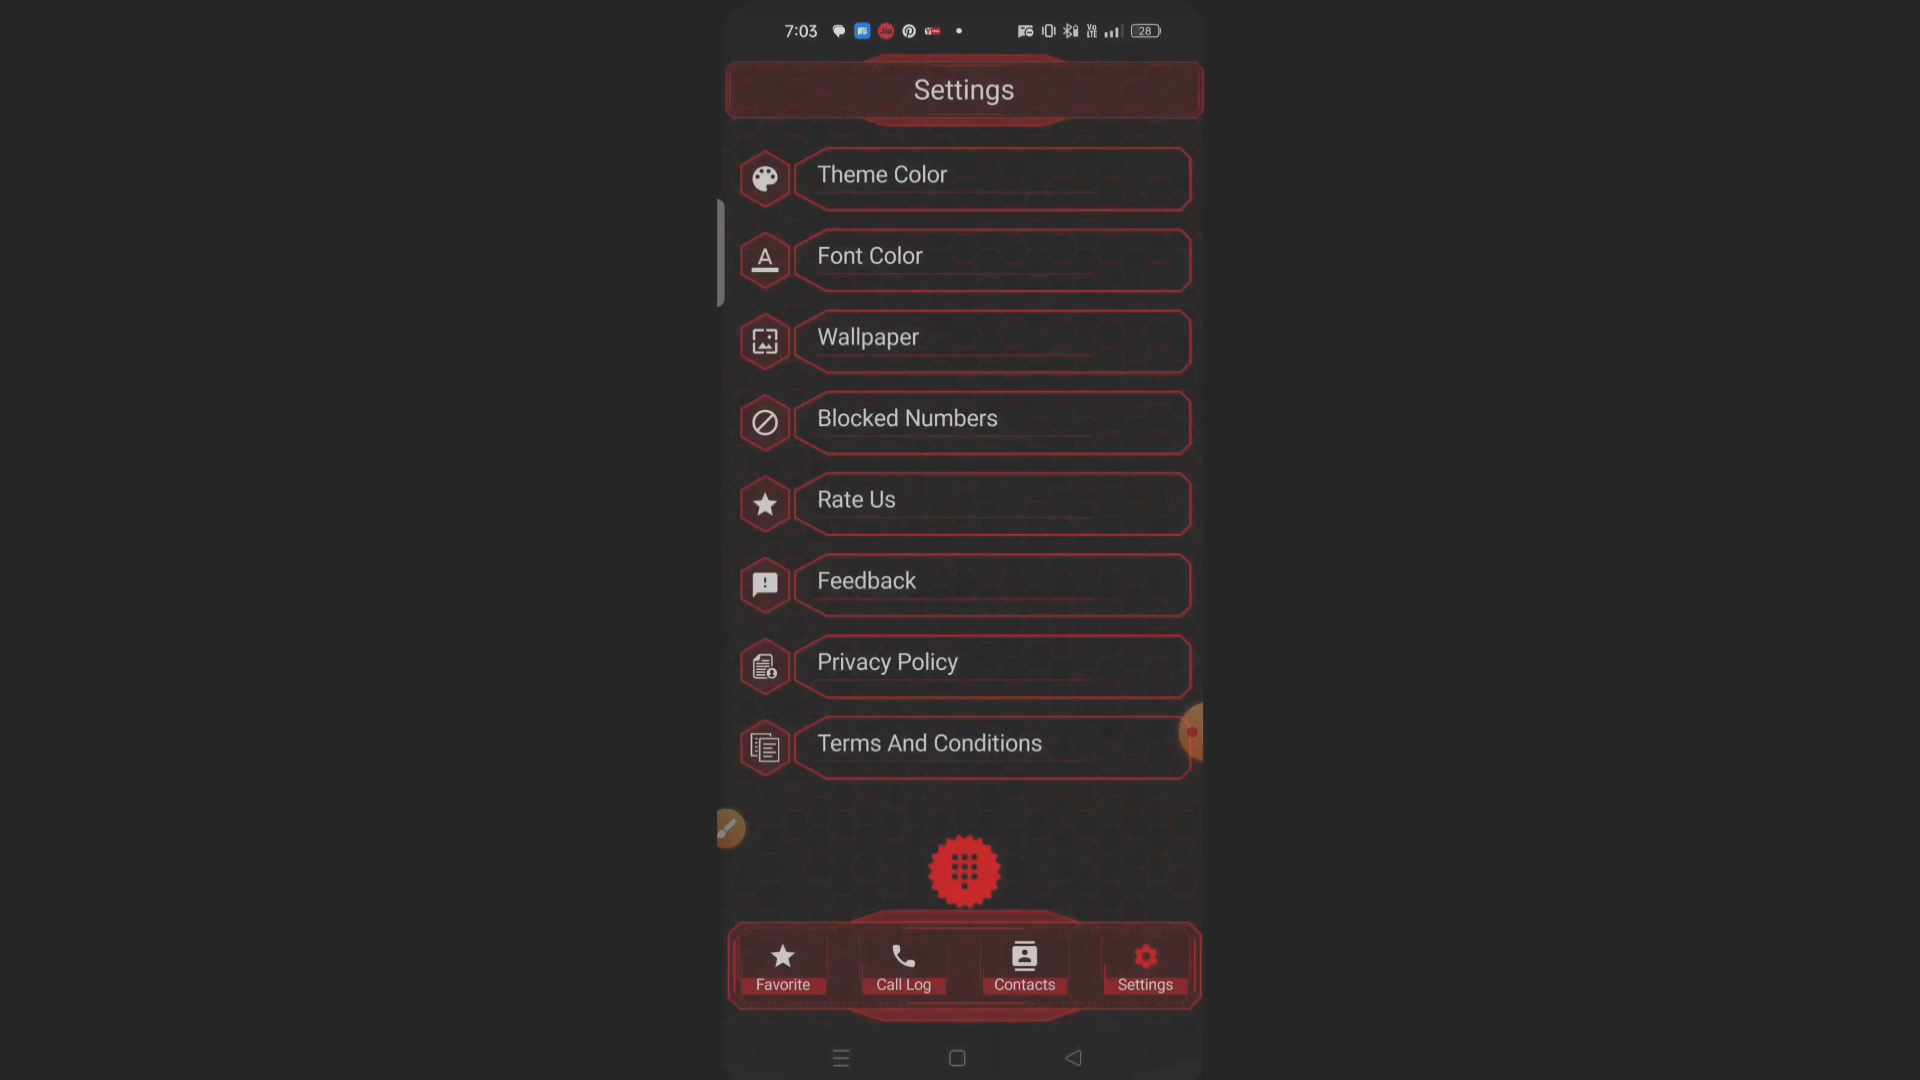 7:03
28
Settings
Theme Color
Font Color
Wallpaper
Blocked Numbers
Rate Us
Feedback
Privacy Policy
Terms And Conditions
Favorite
Call Log
Contacts
Settings